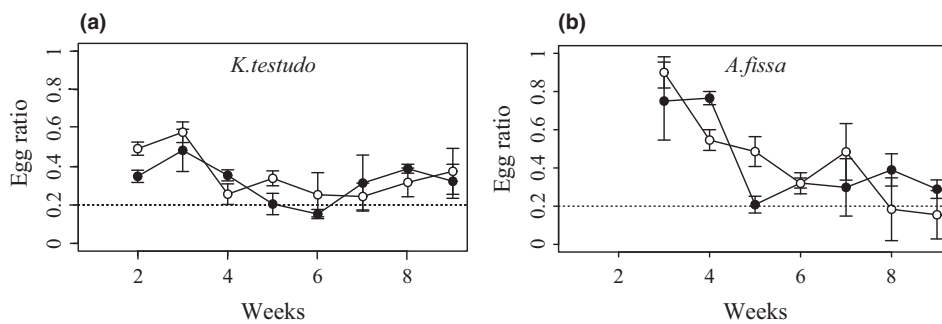 (a)
K.testudo
Egg ratio
0 0.2 0.4 0.6 0.8 1
2 4 6 8
Weeks
(b)
A.fissa
Egg ratio
0 0.2 0.4 0.6 0.8 1
2 4 6 8
Weeks